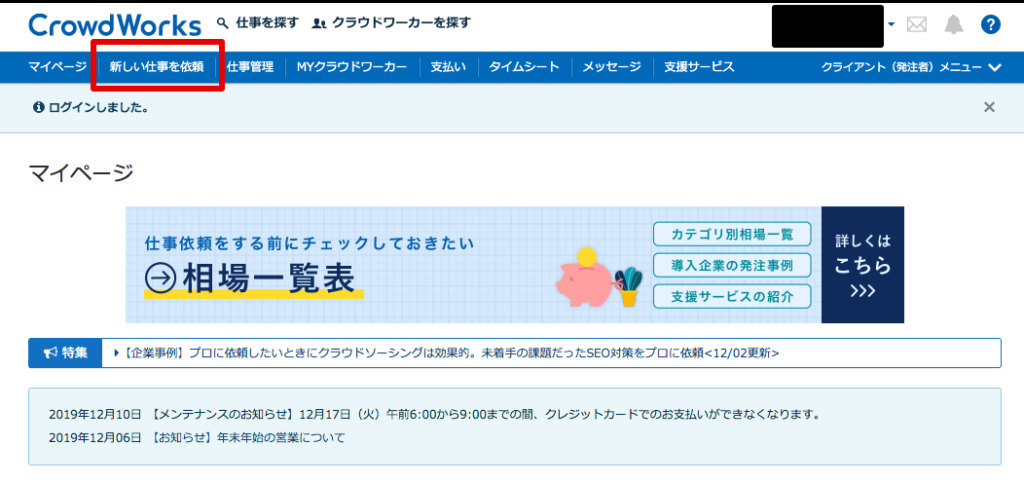 CrowdWorks 仕事を探す クラウドワーカーを探す ?
マイページ 新しい仕事を依頼 仕事管理 MYクラウドワーカー 支払い タイムシート メッセージ 支援サービス クライアント（発注者）メニュー
ログインしました。 ×
マイページ
仕事依頼をする前にチェックしておきたい
相場一覧表
カテゴリ別相場一覧
導入企業の発注事例
支援サービスの紹介
詳しくは
こちら
>>>
特集 【企業事例】プロに依頼したいときにクラウドソーシングは効果的。未着手の課題だったSEO対策をプロに依頼<12/02更新>
2019年12月10日 【メンテナンスのお知らせ】12月17日（火）午前6:00から9:00までの間、クレジットカードでのお支払いができなくなります。
2019年12月06日 【お知らせ】年末年始の営業について